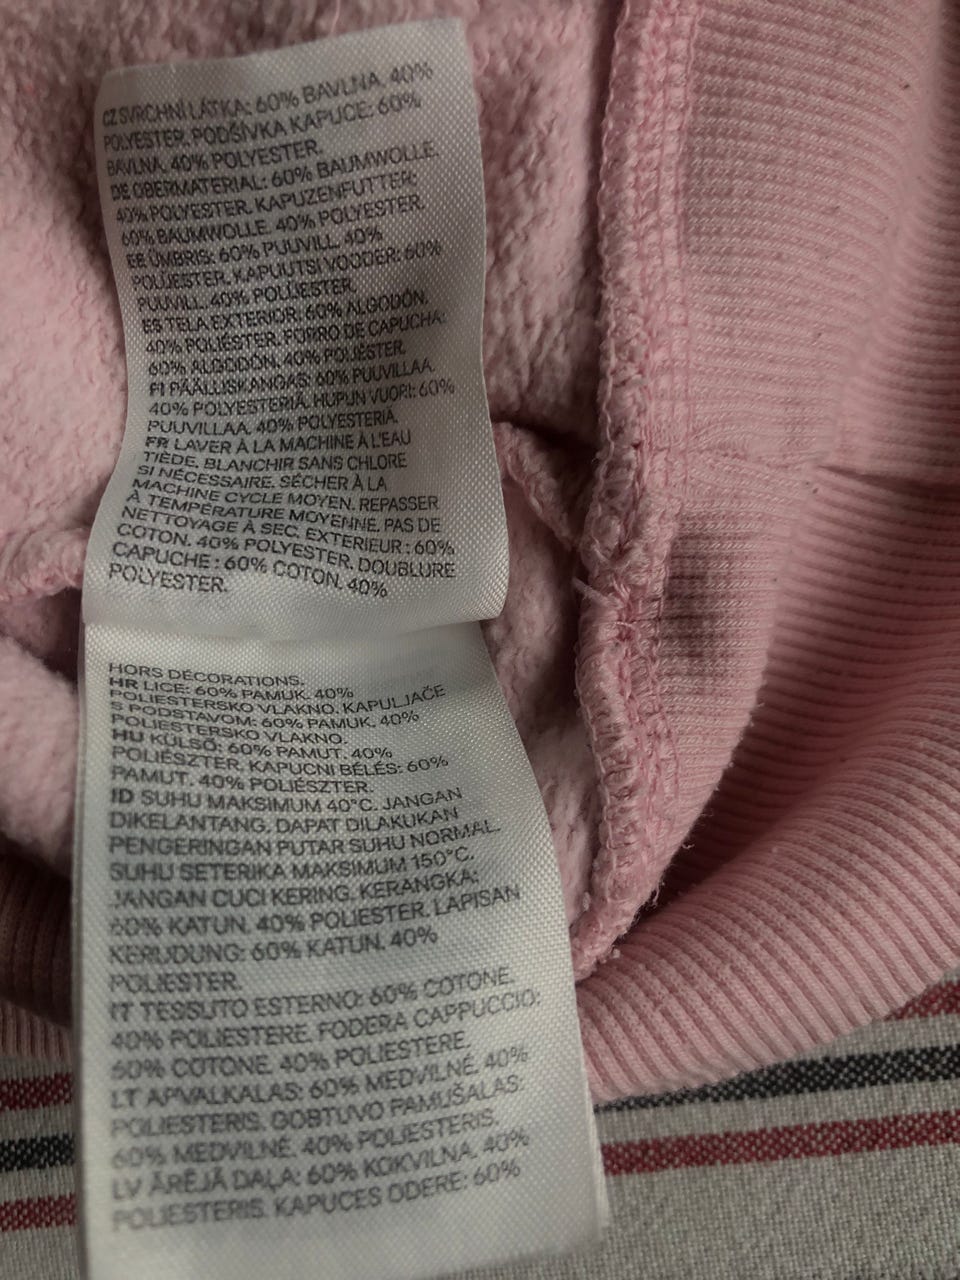 CZ SVRCHNÍ LÁTKA: 60% BAVLNA. 40%
POLYESTER. PODŠÍVKA KAPUCE: 60%
BAVLNA. 40% POLYESTER.
DE OBERMATERIAL: 60% BAUMWOLLE.
40% POLYESTER. KAPUZENFUTTER:
60% BAUMWOLLE. 40% POLYESTER.
EE ÜMBRIS: 60% PUUVILL. 40%
POLÜESTER. KAPUUTSI VOODER: 60%
PUUVILL. 40% POLÜESTER.
ES TELA EXTERIOR: 60% ALGODÓN.
40% POLIÉSTER. FORRO DE CAPUCHA:
60% ALGODÓN. 40% POLIÉSTER.
FI PÄÄLLISKANGAS: 60% PUUVILLAA.
40% POLYESTERIÄ. HUPUN VUORI: 60%
PUUVILLAA. 40% POLYESTERIÄ.
FR LAVER À LA MACHINE À L'EAU
TIÈDE. BLANCHIR SANS CHLORE
SI NÉCESSAIRE. SÉCHER À LA
MACHINE CYCLE MOYEN. REPASSER
À TEMPÉRATURE MOYENNE. PAS DE
NETTOYAGE À SEC. EXTERIEUR : 60%
COTON. 40% POLYESTER. DOUBLURE
CAPUCHE : 60% COTON. 40%
POLYESTER.
HORS DÉCORATIONS.
HR LICE: 60% PAMUK. 40%
POLIESTERSKO VLAKNO. KAPULJAČE
S PODSTAVOM: 60% PAMUK. 40%
POLIESTERSKO VLAKNO.
HU KÜLSŐ: 60% PAMUT. 40%
POLIÉSZTER. KAPUCNI BÉLÉS: 60%
PAMUT. 40% POLIÉSZTER.
ID SUHU MAKSIMUM 40°C. JANGAN
DIKELANTANG. DAPAT DILAKUKAN
PENGERINGAN PUTAR SUHU NORMAL.
SUHU SETERIKA MAKSIMUM 150°C.
JANGAN CUCI KERING. KERANGKA:
60% KATUN. 40% POLIESTER. LAPISAN
KERUDUNG: 60% KATUN. 40%
POLIESTER.
IT TESSUTO ESTERNO: 60% COTONE.
40% POLIESTERE. FODERA CAPPUCCIO:
60% COTONE. 40% POLIESTERE.
LT APVALKALAS: 60% MEDVILNĖ. 40%
POLIESTERIS. GOBTUVO PAMUŠALAS:
60% MEDVILNĖ. 40% POLIESTERIS.
LV ĀRĒJĀ DAĻA: 60% KOKVILNA. 40%
POLIESTERIS. KAPUCES ODERE: 60%